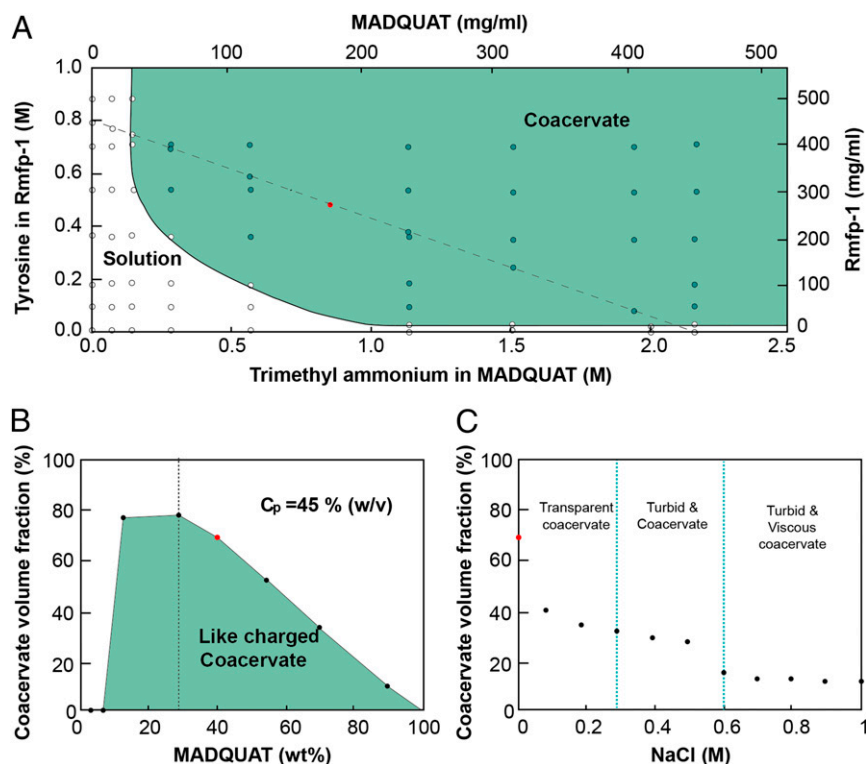 A
MADQUAT (mg/ml)
0 100 200 300 400 500
Tyrosine in Rmfp-1 (M)
1.0
0.8
0.6
0.4
0.2
0.0
Coacervate
Solution
500
400
300
200
100
0
Rmfp-1 (mg/ml)
0.0 0.5 1.0 1.5 2.0 2.5
Trimethyl ammonium in MADQUAT (M)
B
Coacervate volume fraction (%)
100
80
60
40
20
0
Cp =45 % (w/v)
Like charged
Coacervate
20 40 60 80 100
MADQUAT (wt%)
C
Coacervate volume fraction (%)
100
80
60
40
20
0
Transparent
coacervate
Turbid &
Coacervate
Turbid &
Viscous
coacervate
0 0.2 0.4 0.6 0.8 1
NaCl (M)